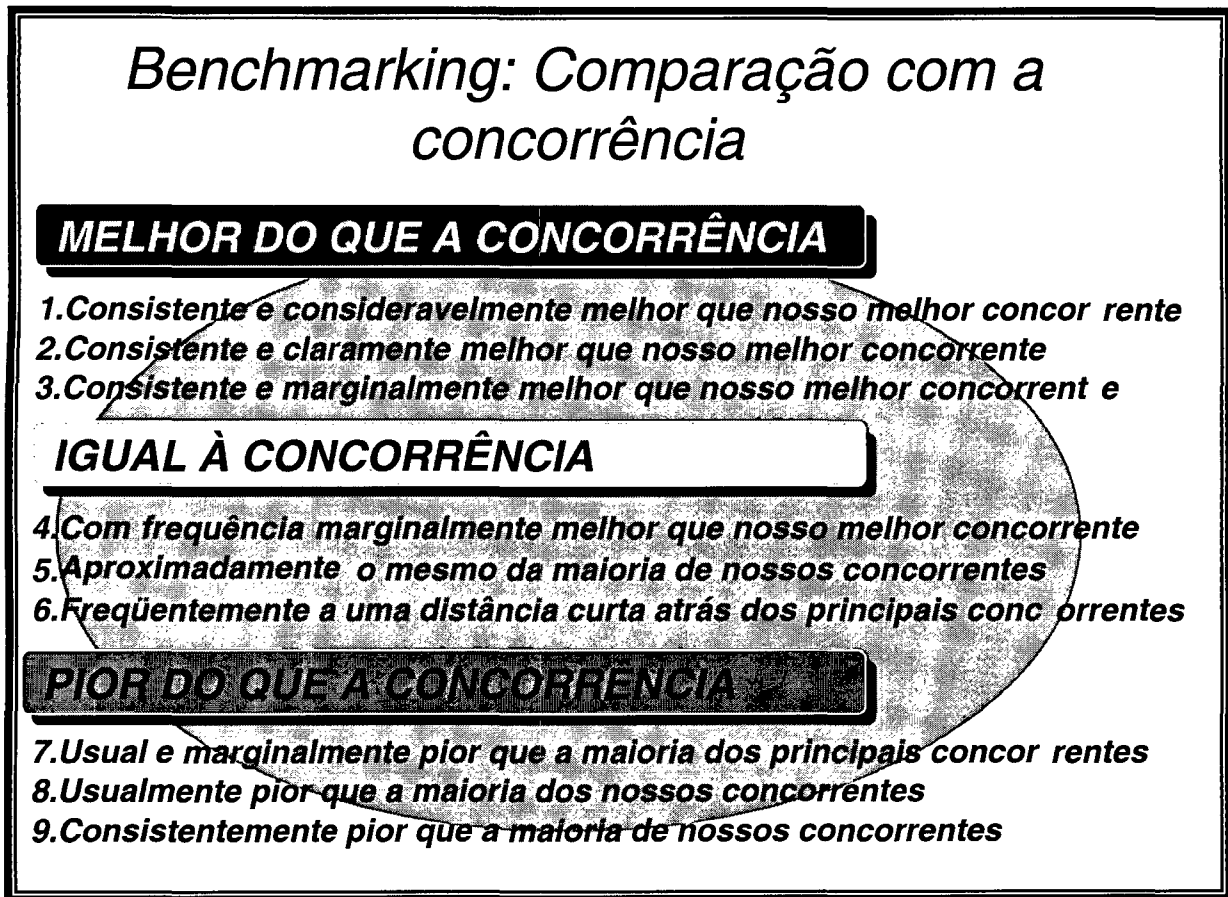 Benchmarking: Comparação com a
concorrência
MELHOR DO QUE A CONCORRÊNCIA
1.Consistente e consideravelmente melhor que nosso melhor concor rente
2.Consistente e claramente melhor que nosso melhor concorrente
3.Consistente e marginalmente melhor que nosso melhor concorrent e
IGUAL À CONCORRÊNCIA
4.Com frequência marginalmente melhor que nosso melhor concorrente
5.Aproximadamente o mesmo da maioria de nossos concorrentes
6.Freqüentemente a uma distância curta atrás dos principais conc orrentes
PIOR DO QUE A CONCORRÊNCIA
7.Usual e marginalmente pior que a maioria dos principais concor rentes
8.Usualmente pior que a maioria dos nossos concorrentes
9.Consistentemente pior que a maioria de nossos concorrentes